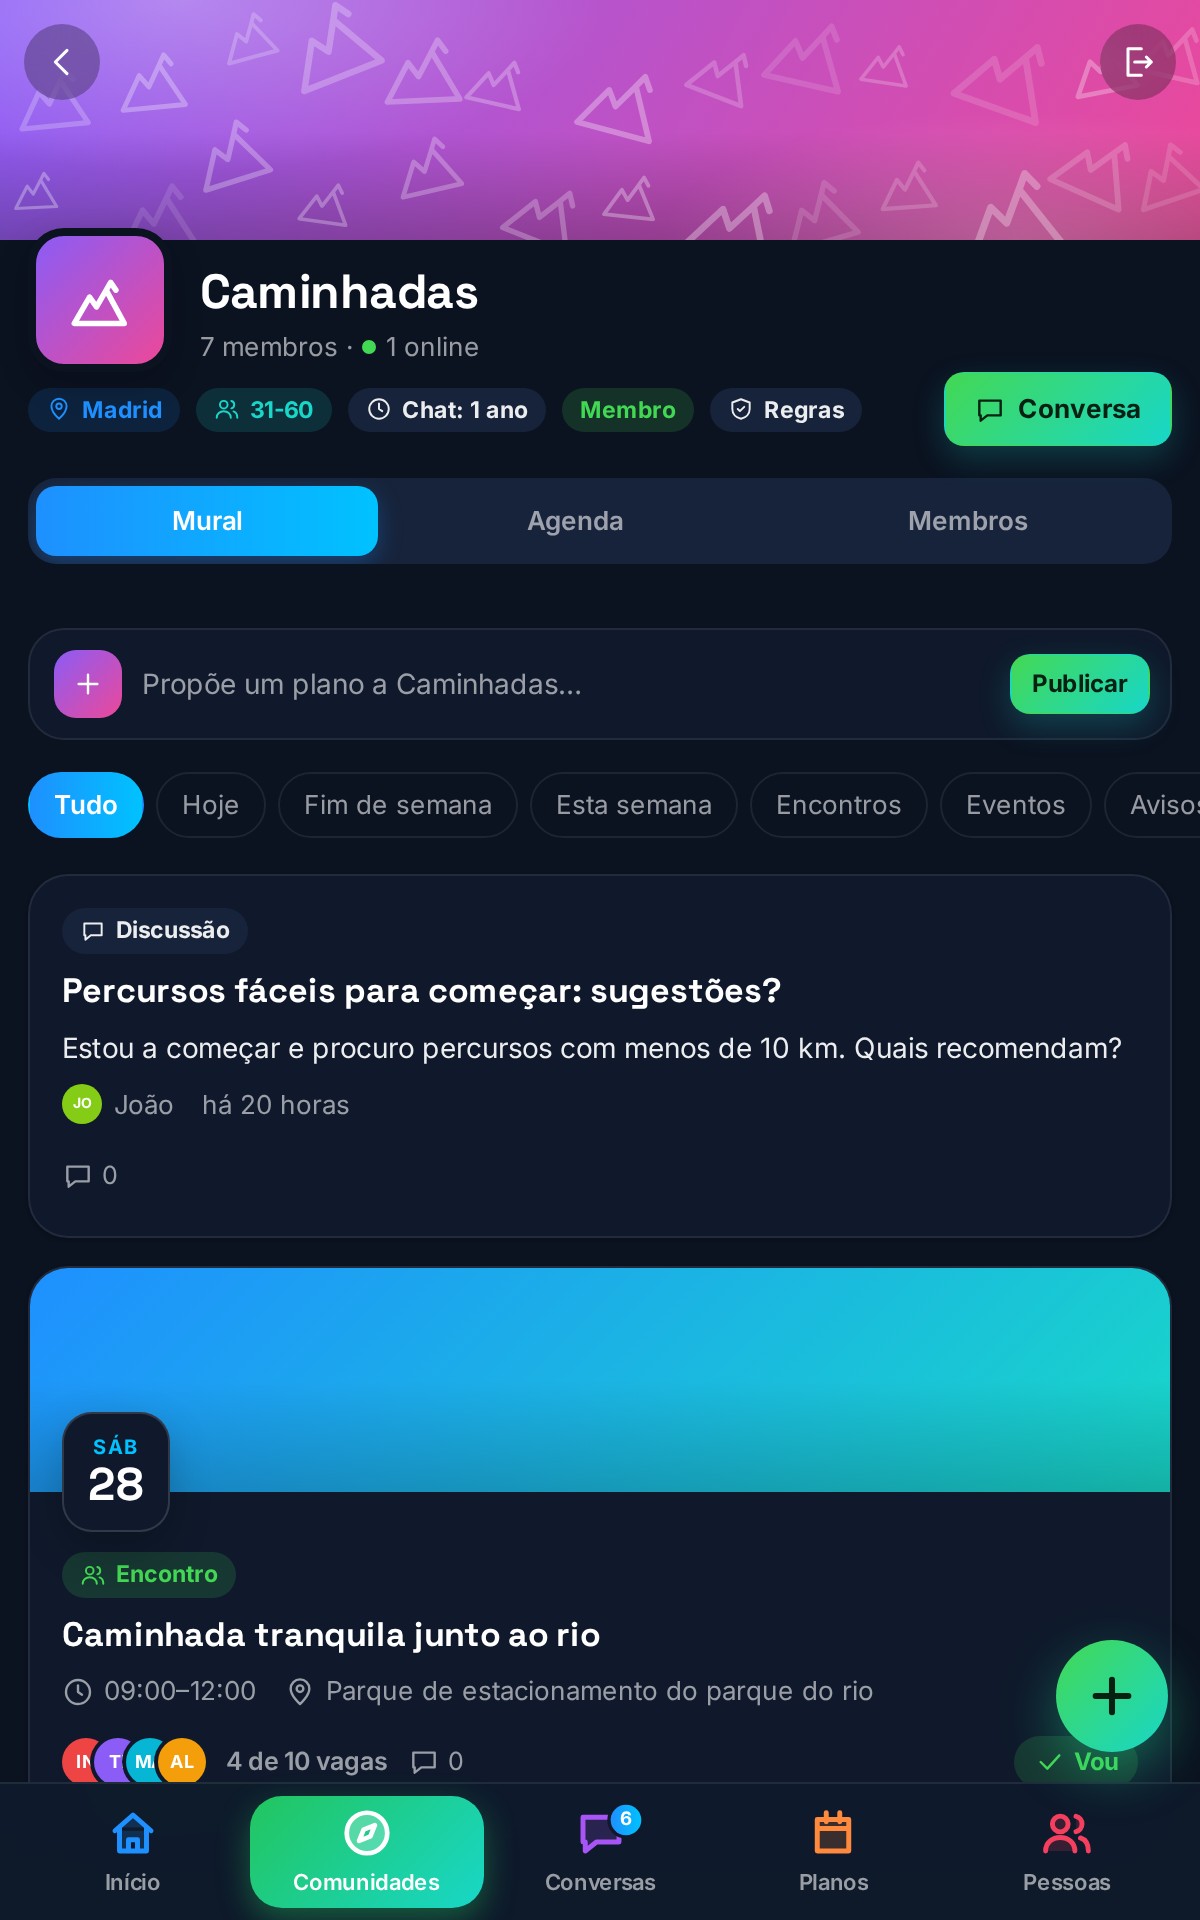 Caminhadas
7 membros · 1 online
Madrid 31-60 Chat: 1 ano Membro Regras Conversa
Mural Agenda Membros
Propõe um plano a Caminhadas... Publicar
Tudo Hoje Fim de semana Esta semana Encontros Eventos Avisos
Discussão
Percursos fáceis para começar: sugestões?
Estou a começar e procuro percursos com menos de 10 km. Quais recomendam?
JO João há 20 horas
0
SÁB
28
Encontro
Caminhada tranquila junto ao rio
09:00–12:00 Parque de estacionamento do parque do rio
IN AL 4 de 10 vagas 0 Vou
6
Início Comunidades Conversas Planos Pessoas